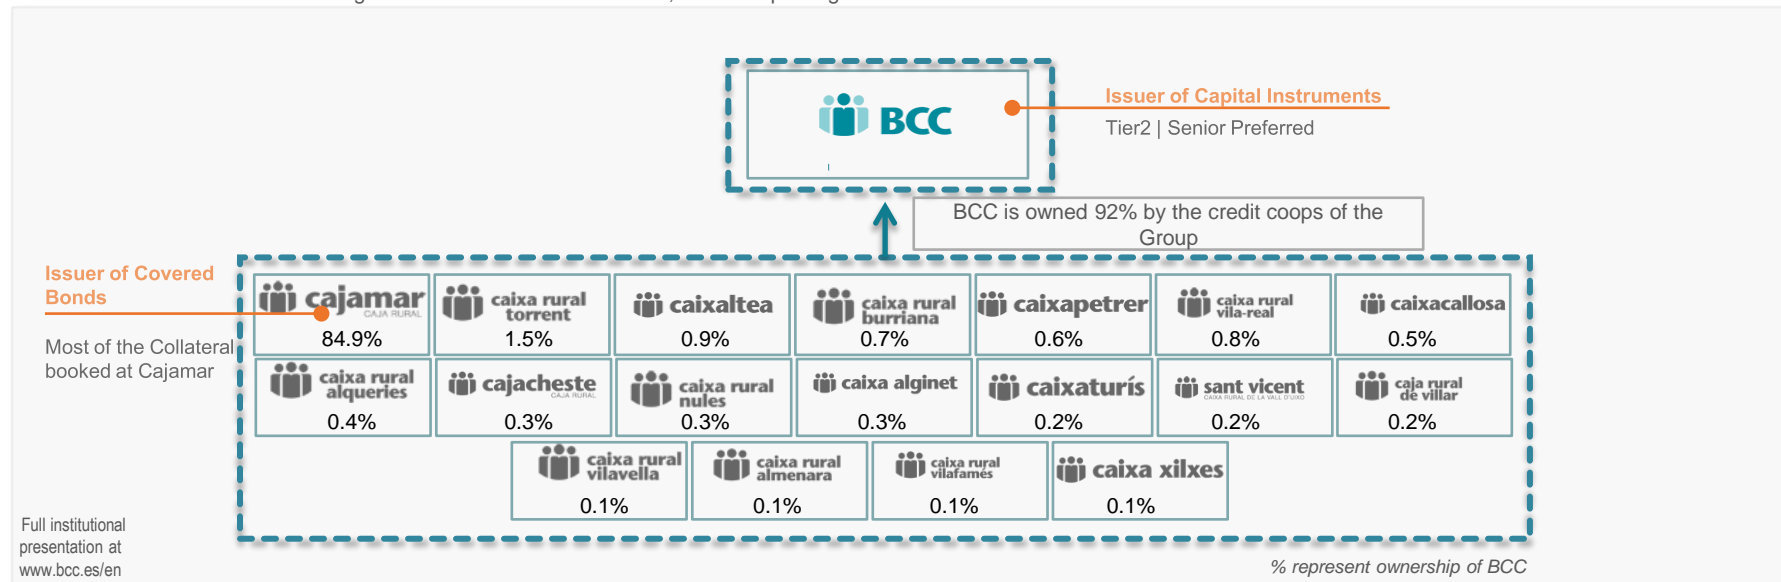 BCC
Issuer of Capital Instruments
Tier2 | Senior Preferred
BCC is owned 92% by the credit coops of the
Group
Issuer of Covered
Bonds
Most of the Collateral
booked at Cajamar
cajamar
CAJA RURAL
84.9%
caixa rural
torrent
1.5%
caixaltea
0.9%
caixa rural
burriana
0.7%
caixapetrer
0.6%
caixa rural
vila-real
0.8%
caixacallosa
0.5%
caixa rural
alqueries
0.4%
cajacheste
CAJA RURAL
0.3%
caixa rural
nules
0.3%
caixa alginet
0.3%
caixaturís
0.2%
sant vicent
CAIXA RURAL DE LA VALL D'UIXO
0.2%
caja rural
de villar
0.2%
caixa rural
vilavella
0.1%
caixa rural
almenara
0.1%
caixa rural
vilafamés
0.1%
caixa xilxes
0.1%
Full institutional
presentation at
www.bcc.es/en
% represent ownership of BCC